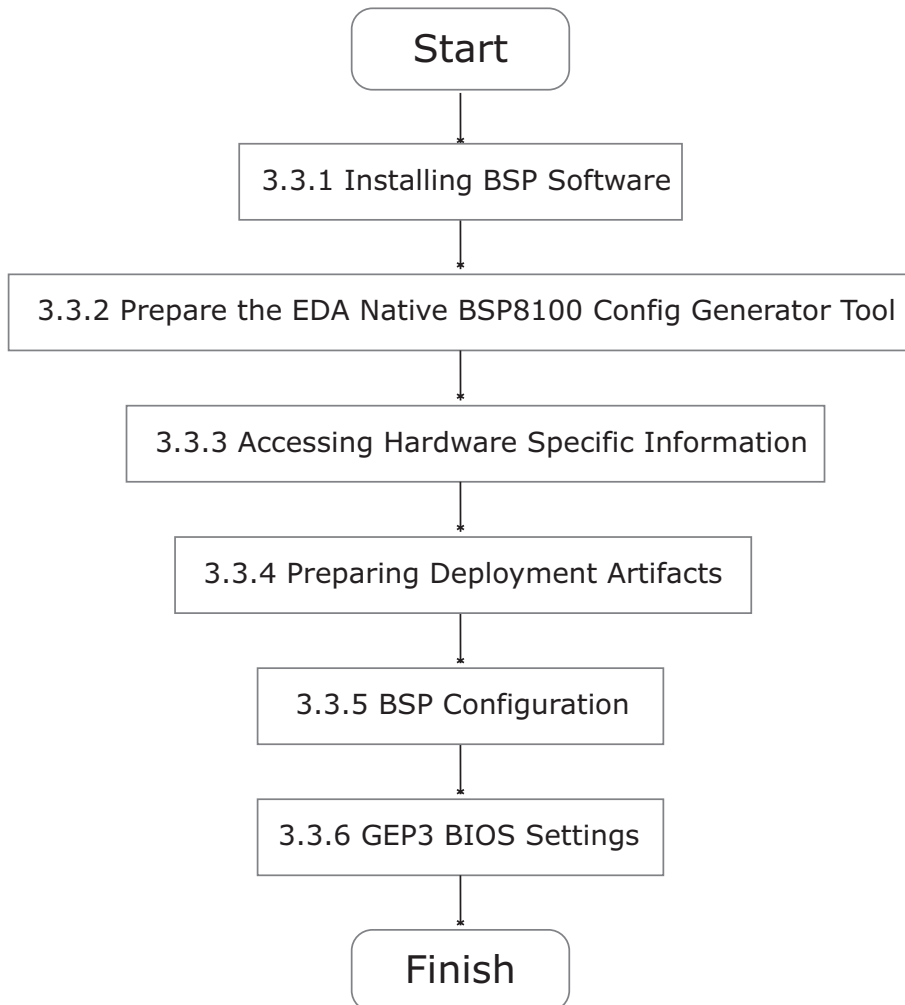 Start
3.3.1 Installing BSP Software
3.3.2 Prepare the EDA Native BSP8100 Config Generator Tool
3.3.3 Accessing Hardware Specific Information
3.3.4 Preparing Deployment Artifacts
3.3.5 BSP Configuration
3.3.6 GEP3 BIOS Settings
Finish